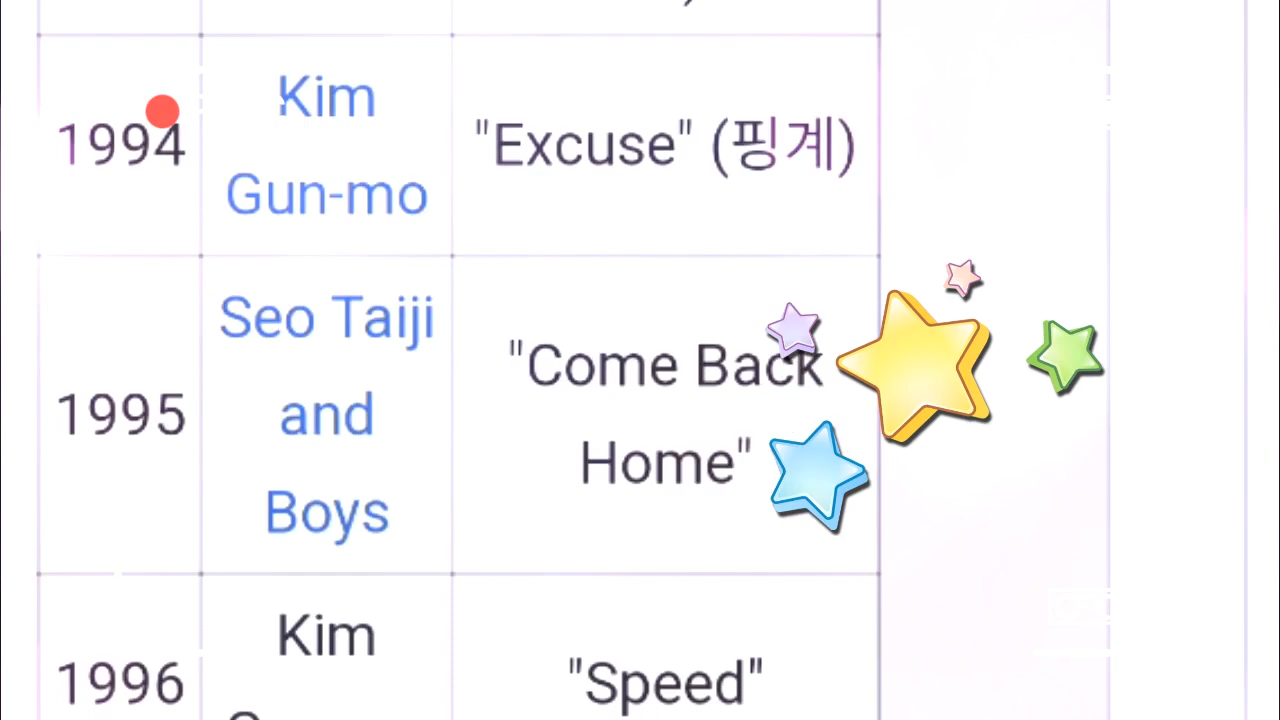 1994
Kim
Gun-mo
"Excuse" (핑계)
1995
Seo Taiji
and
Boys
"Come Back
Home"
1996
Kim
"Speed"